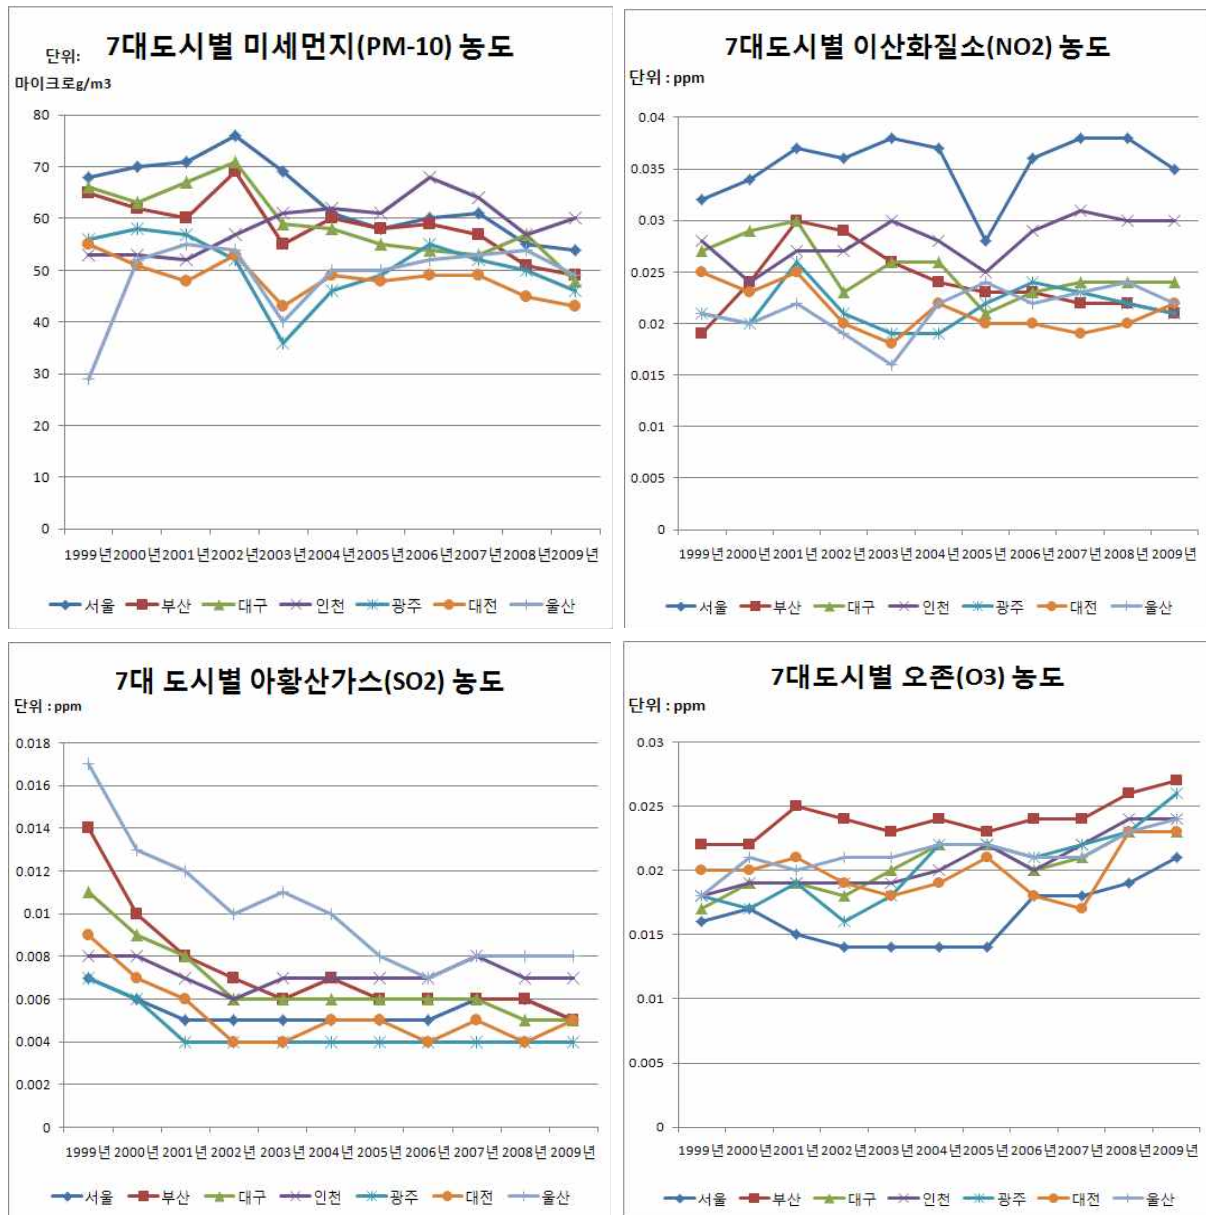 7대도시별 미세먼지(PM-10) 농도
단위:
마이크로g/m3
80
70
60
50
40
30
20
10
0
1999년 2000년 2001년 2002년 2003년 2004년 2005년 2006년 2007년 2008년 2009년
서울 부산 대구 인천 광주 대전 울산
7대도시별 이산화질소(NO2) 농도
단위 : ppm
0.04
0.035
0.03
0.025
0.02
0.015
0.01
0.005
0
1999년 2000년 2001년 2002년 2003년 2004년 2005년 2006년 2007년 2008년 2009년
서울 부산 대구 인천 광주 대전 울산
7대 도시별 아황산가스(SO2) 농도
단위 : ppm
0.018
0.016
0.014
0.012
0.01
0.008
0.006
0.004
0.002
0
1999년 2000년 2001년 2002년 2003년 2004년 2005년 2006년 2007년 2008년 2009년
서울 부산 대구 인천 광주 대전 울산
7대도시별 오존(O3) 농도
단위 : ppm
0.03
0.025
0.02
0.015
0.01
0.005
0
1999년 2000년 2001년 2002년 2003년 2004년 2005년 2006년 2007년 2008년 2009년
서울 부산 대구 인천 광주 대전 울산